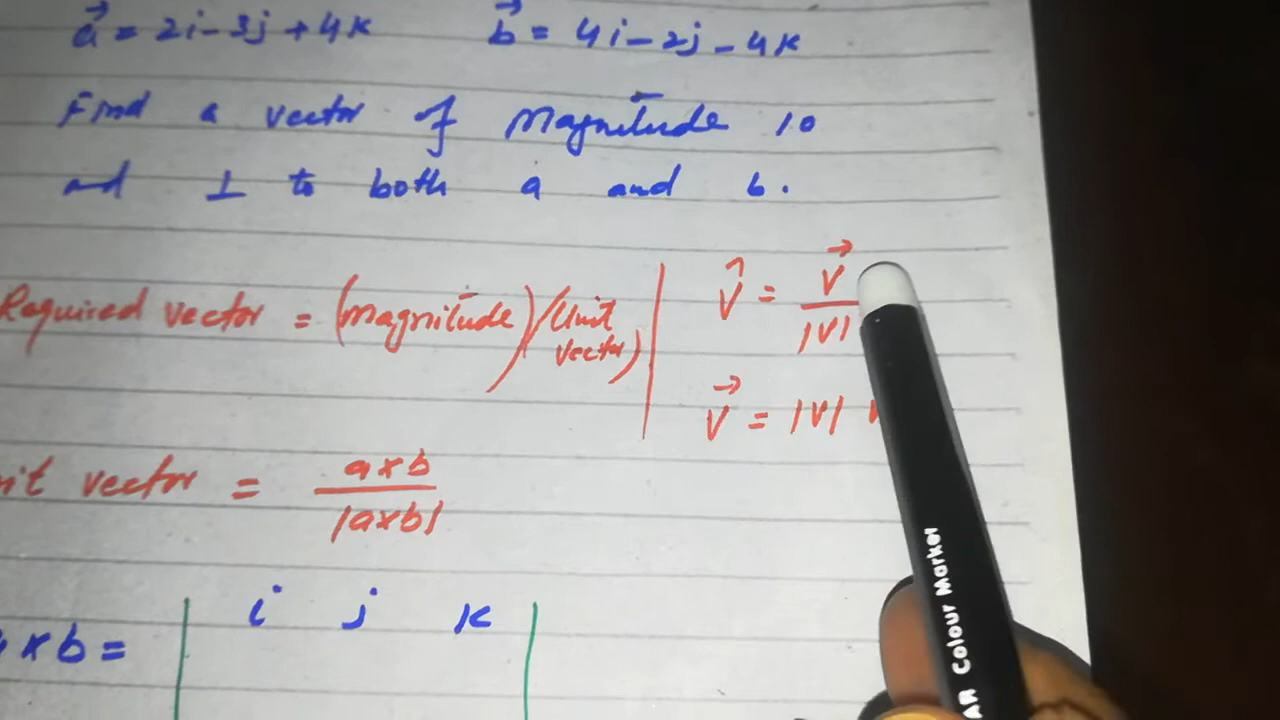 a⃗ = 2i-3j+4k b⃗ = 4i-2j-4k
Find a vector of Magnitude 10
and ⊥ to both a and b.
Required vector = (magnitude)(Unit
vector)
v̂ = v⃗
|v|
v⃗ = |v|
vector = a×b
|a×b|
i j k
×b =
Colour Marker